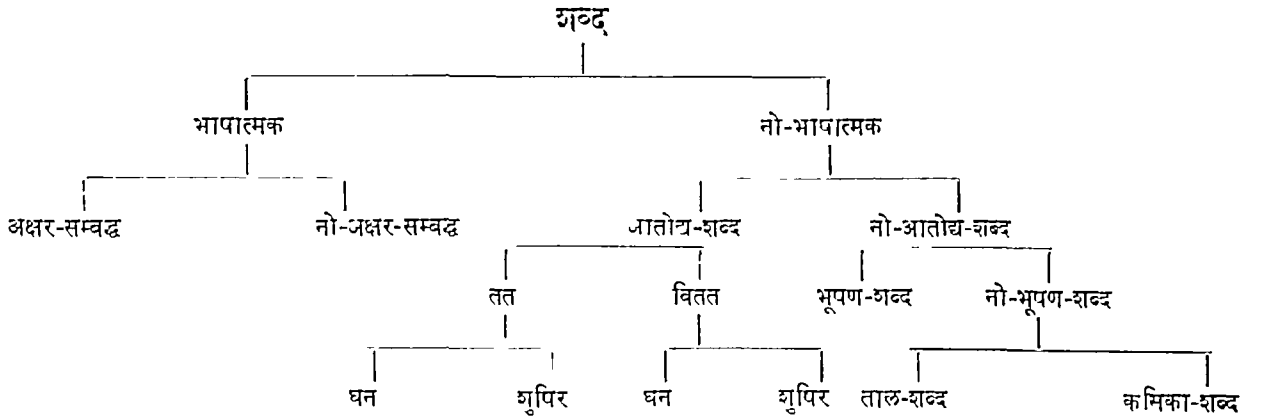 शब्द
भाषात्मक नो-भाषात्मक
अक्षर-सम्बद्ध नो-अक्षर-सम्बद्ध आतोद्य-शब्द नो-आतोद्य-शब्द
तत वितत भूषण-शब्द नो-भूषण-शब्द
घन शुषिर घन शुषिर ताल-शब्द कंसिका-शब्द